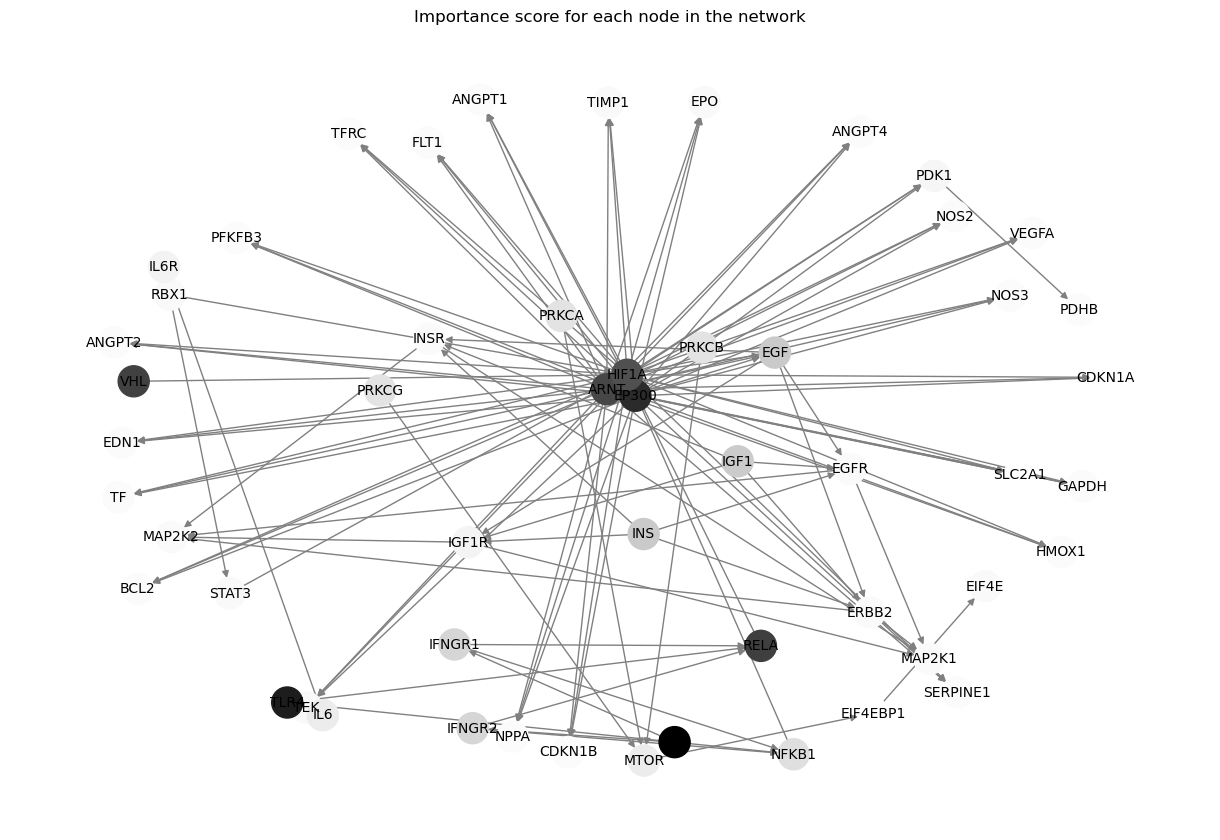 Importance score for each node in the network
ANGPT1
TIMP1
EPO
TFRC
FLT1
ANGPT4
PDK1
NOS2
VEGFA
PFKFB3
IL6R
RBX1
NOS3
PDHB
PRKCA
ANGPT2
INSR
PRKCB
EGF
VHL
HIF1A
CDKN1A
PRKCG
ARNT
EP300
EDN1
IGF1
EGFR
SLC2A1
GAPDH
TF
MAP2K2
IGF1R
INS
HMOX1
BCL2
STAT3
EIF4E
ERBB2
IFNGR1
RELA
MAP2K1
SERPINE1
TLR4
TEK
IL6
EIF4EBP1
IFNGR2
NPPA
CDKN1B
MTOR
NFKB1